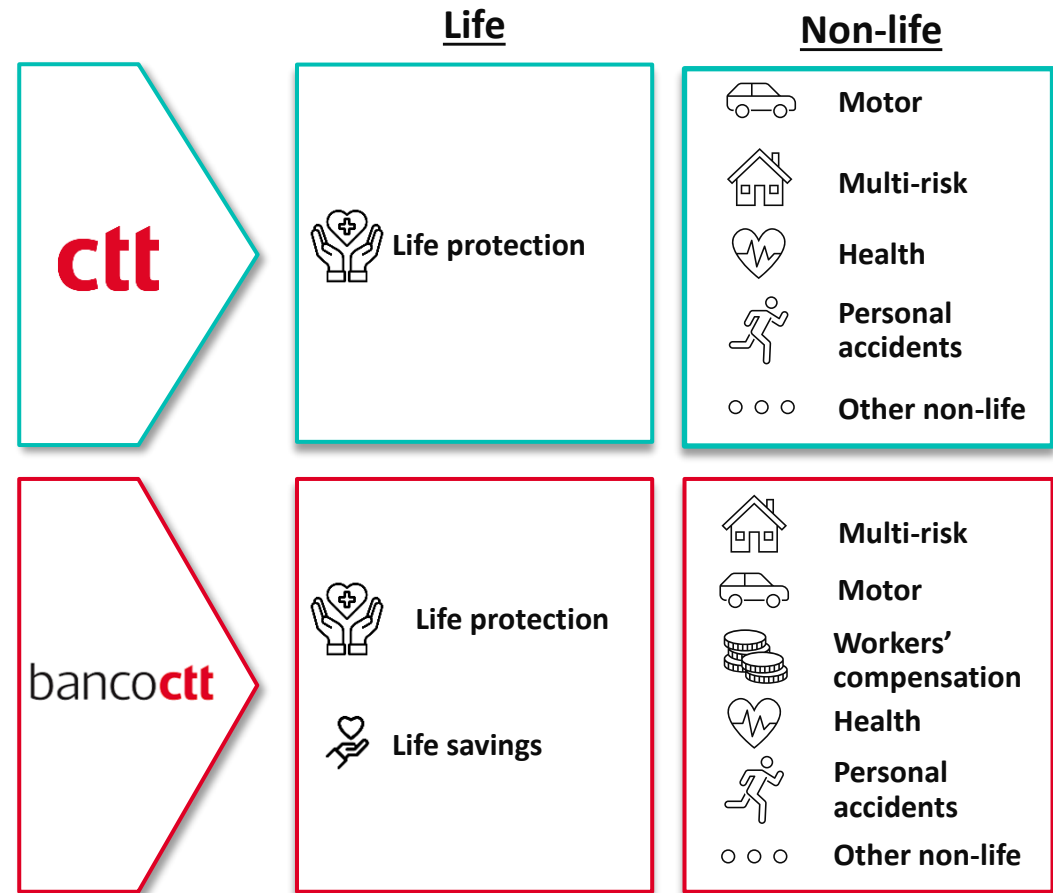 Life
Non-life
ctt
Life protection
Motor
Multi-risk
Health
Personal
accidents
Other non-life
bancoctt
Life protection
Life savings
Multi-risk
Motor
Workers’
compensation
Health
Personal
accidents
Other non-life